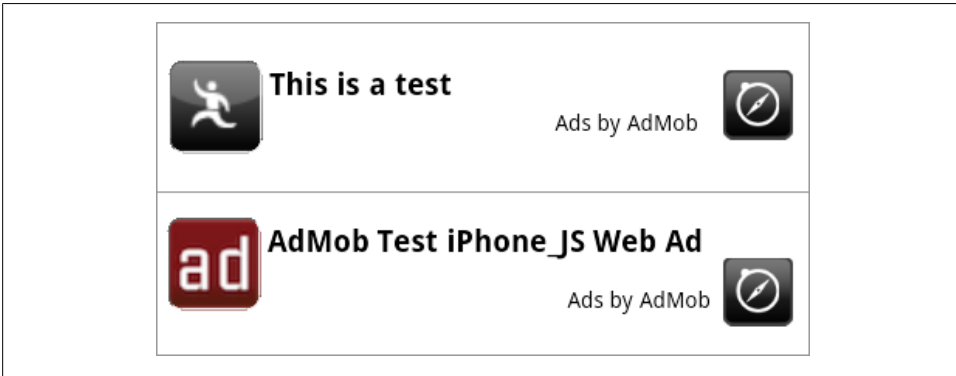 This is a test
Ads by AdMob
ad
AdMob Test iPhone_JS Web Ad
Ads by AdMob